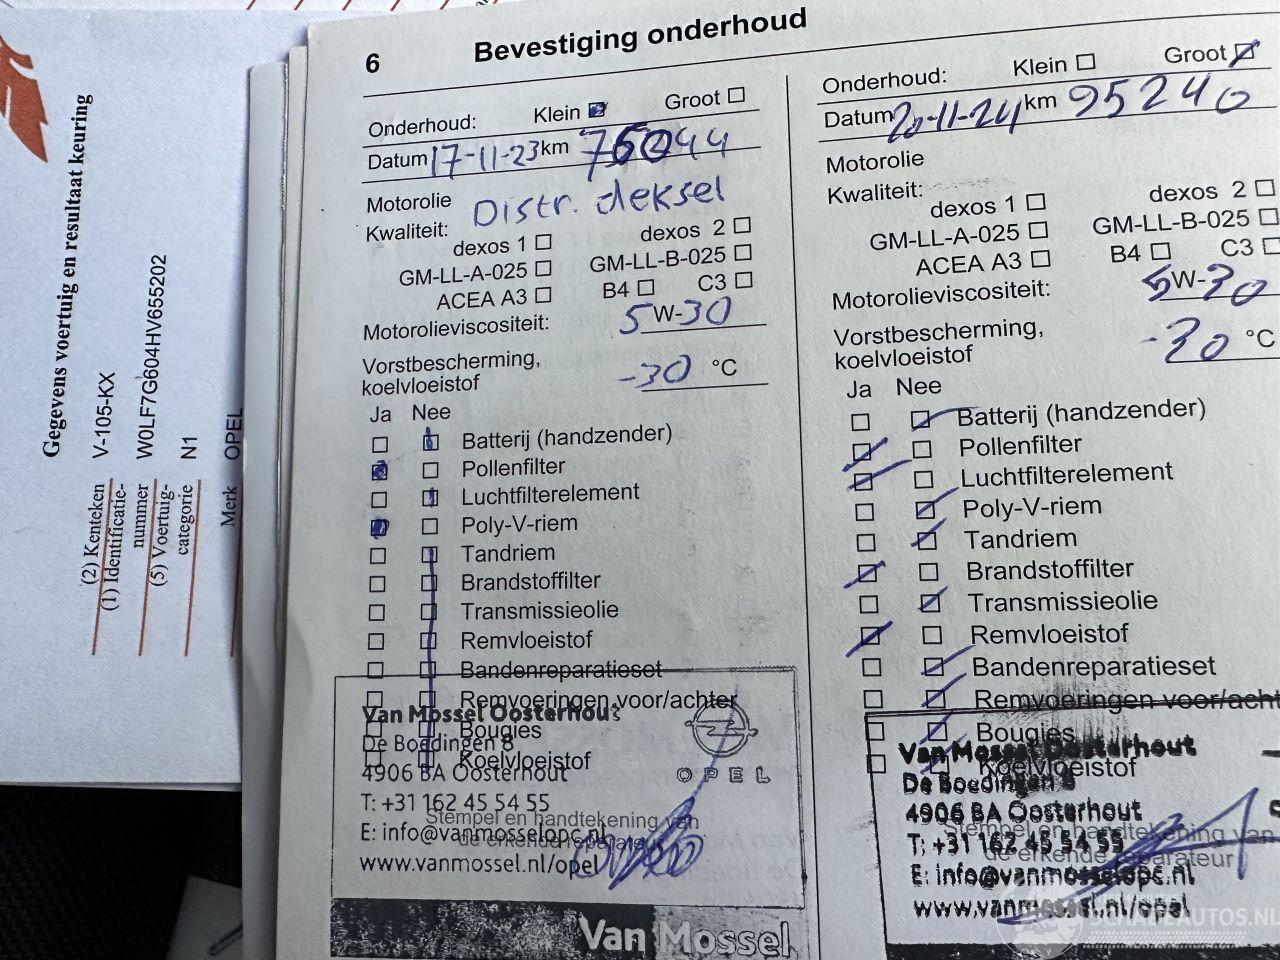 Gegevens voertuig en resultaat keuring
(2) Kenteken V-105-KX
(1) Identificatie-
nummer W0LF7G604HV655202
(5) Voertuig-
categorie N1
Merk OPEL
6 Bevestiging onderhoud
Onderhoud: Klein Groot
Datum 17-11-23 km 76044
Motorolie Distr. deksel
Kwaliteit:
dexos 1 dexos 2
GM-LL-A-025 GM-LL-B-025
ACEA A3 B4 C3
Motorolieviscositeit: 5W-30
Vorstbescherming,
koelvloeistof -30 °C
Ja Nee
Batterij (handzender)
Pollenfilter
Luchtfilterelement
Poly-V-riem
Tandriem
Brandstoffilter
Transmissieolie
Remvloeistof
Bandenreparatieset
Remvoeringen voor/achter
Bougies
Koelvloeistof
Stempel en handtekening van
de erkende reparateur
Van Mossel Oosterhout
De Boedingen 8
4906 BA Oosterhout
T: +31 162 45 54 55
E: info@vanmosselopc.nl
www.vanmossel.nl/opel
OPEL
Van Mossel
Onderhoud: Klein Groot
Datum 20-11-24 km 95240
Motorolie
Kwaliteit:
dexos 1 dexos 2
GM-LL-A-025 GM-LL-B-025
ACEA A3 B4 C3
Motorolieviscositeit: 5W-30
Vorstbescherming,
koelvloeistof -30 °C
Ja Nee
Batterij (handzender)
Pollenfilter
Luchtfilterelement
Poly-V-riem
Tandriem
Brandstoffilter
Transmissieolie
Remvloeistof
Bandenreparatieset
Remvoeringen voor/acht
Bougies
Koelvloeistof
Stempel en handtekening van
de erkende reparateur
Van Mossel Oosterhout
De Boedingen 8
4906 BA Oosterhout
T: +31 162 45 54 55
E: info@vanmosselopc.nl
www.vanmossel.nl/opel
SCHADEAUTOS.NL